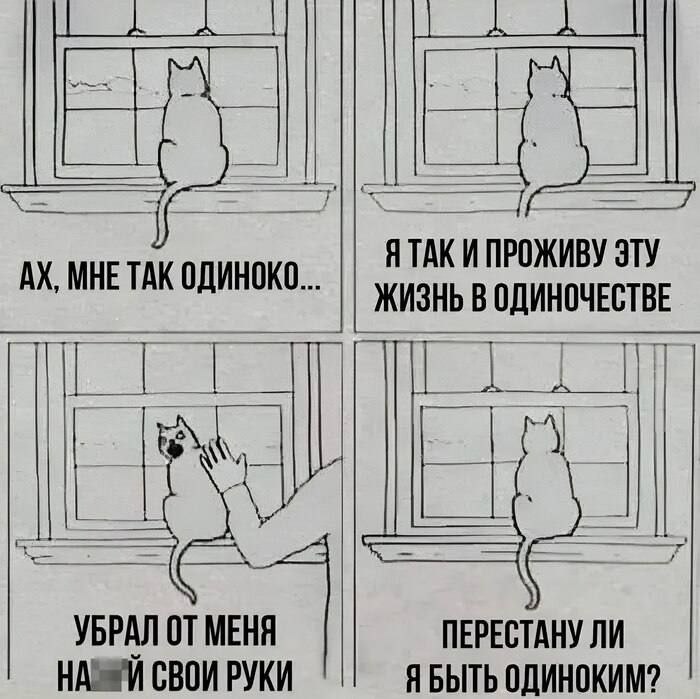 АХ, МНЕ ТАК ОДИНОКО...
Я ТАК И ПРОЖИВУ ЭТУ
ЖИЗНЬ В ОДИНОЧЕСТВЕ
УБРАЛ ОТ МЕНЯ
СВОИ РУКИ
ПЕРЕСТАНУ ЛИ
Я БЫТЬ ОДИНОКИМ?